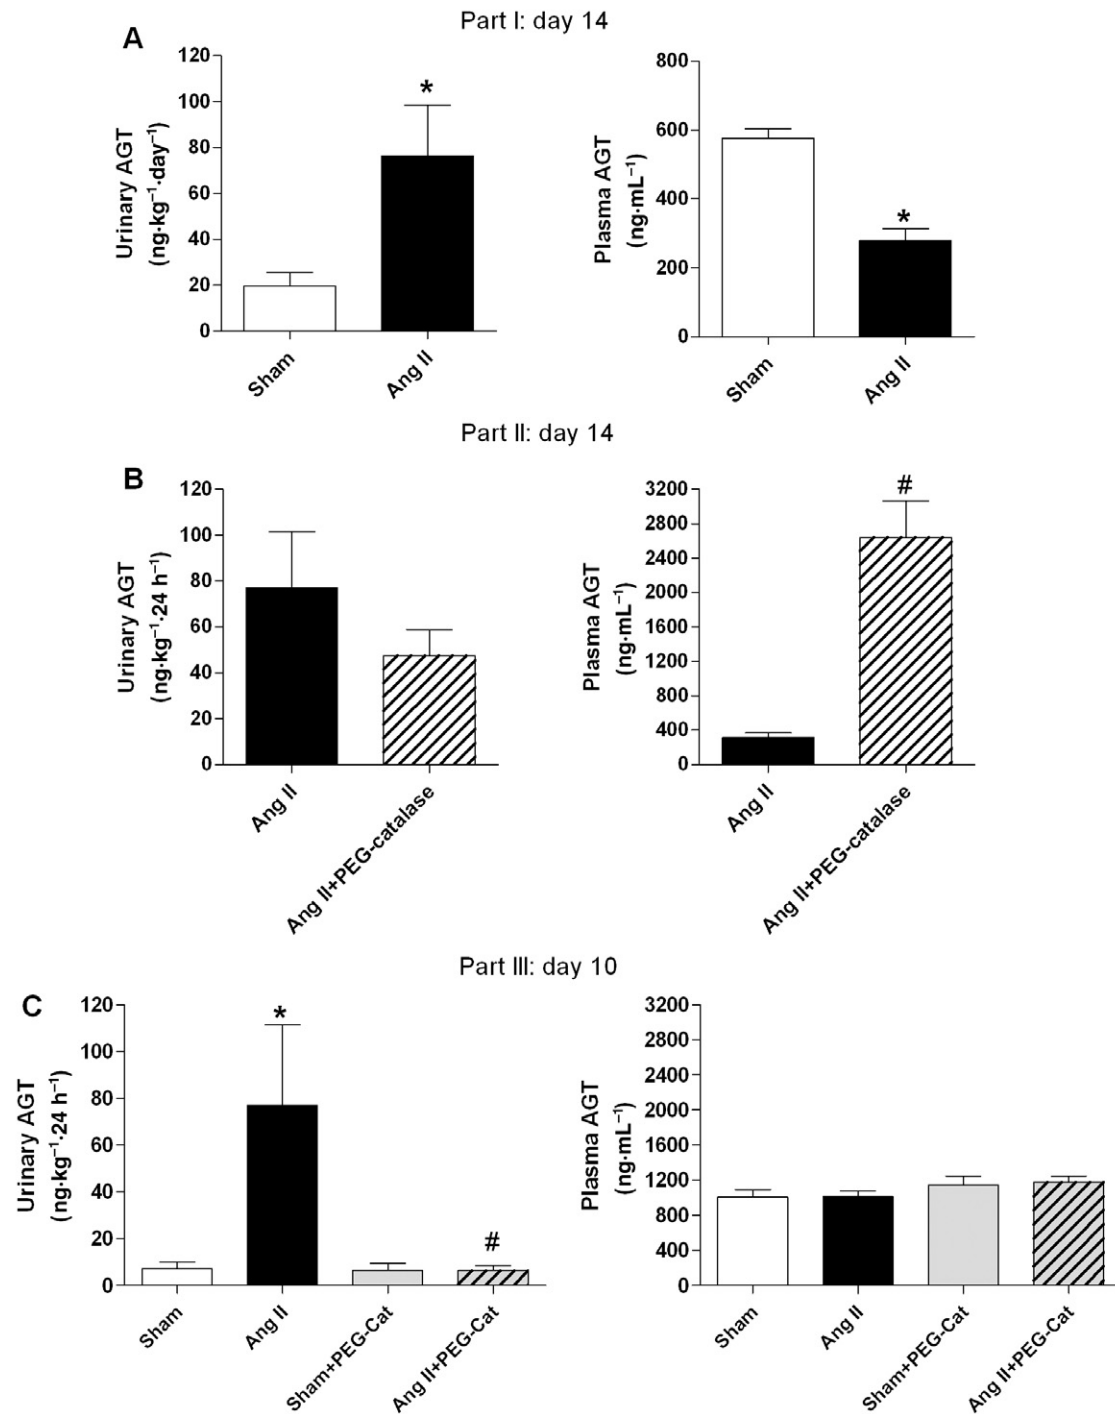 Part I: day 14
A
Urinary AGT
(ng·kg⁻¹·day⁻¹)
120
100
80
60
40
20
0
*
Sham
Ang II
Plasma AGT
(ng·mL⁻¹)
800
600
400
200
0
*
Sham
Ang II
Part II: day 14
B
Urinary AGT
(ng·kg⁻¹·24 h⁻¹)
120
100
80
60
40
20
0
Ang II
Ang II+PEG-catalase
Plasma AGT
(ng·mL⁻¹)
3200
2800
2400
2000
1600
1200
800
400
0
#
Ang II
Ang II+PEG-catalase
Part III: day 10
C
Urinary AGT
(ng·kg⁻¹·24 h⁻¹)
120
100
80
60
40
20
0
*
#
Sham
Ang II
Sham+PEG-Cat
Ang II+PEG-Cat
Plasma AGT
(ng·mL⁻¹)
3200
2800
2400
2000
1600
1200
800
400
0
Sham
Ang II
Sham+PEG-Cat
Ang II+PEG-Cat